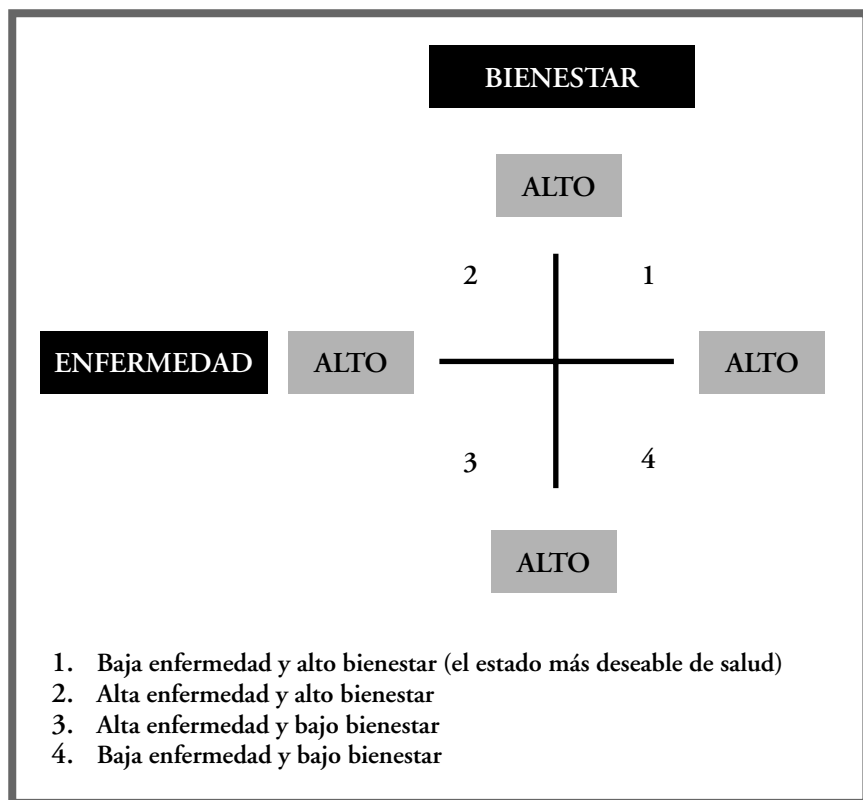 BIENESTAR
ALTO
2 1
ENFERMEDAD ALTO ALTO
3 4
ALTO
1. Baja enfermedad y alto bienestar (el estado más deseable de salud)
2. Alta enfermedad y alto bienestar
3. Alta enfermedad y bajo bienestar
4. Baja enfermedad y bajo bienestar